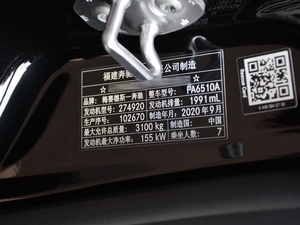 福建奔驰 公司制造
品牌：梅赛德斯－奔驰 整车型号： FA6510A
发动机型号：274920 发动机排量：1991mL
发动机序号：102670 制造年月：2020年9月
最大允许总质量：3100 kg 制造国：中国
发动机最大净功率：155 kW 乘坐人数：7